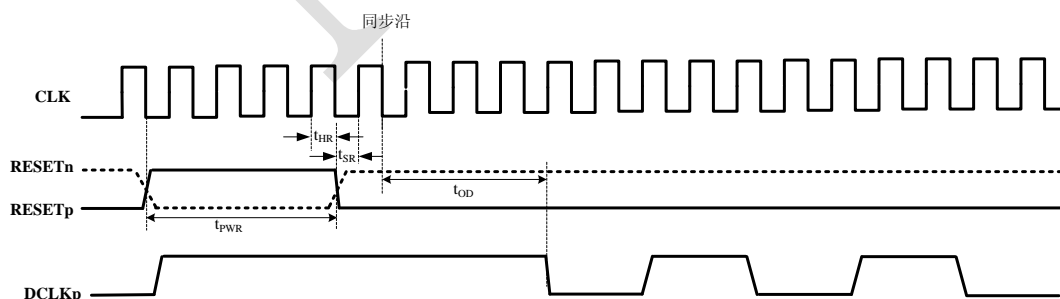 同步沿
CLK
tHR
tSR
RESETn
tOD
RESETp
tPWR
DCLKp